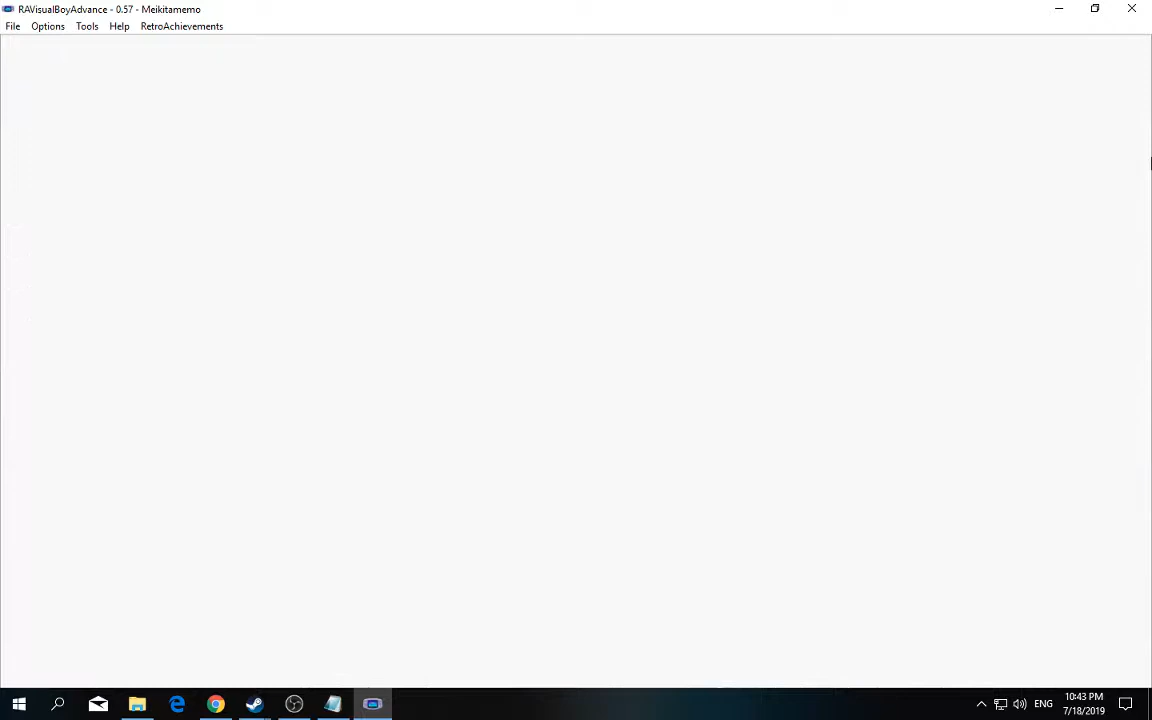 RAVisualBoyAdvance - 0.57 - Meikitamemo
File Options Tools Help RetroAchievements
ENG
10:43 PM
7/18/2019